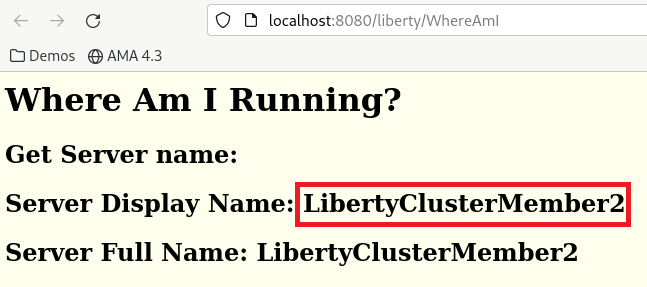 localhost:8080/liberty/WhereAmI
Demos AMA 4.3
Where Am I Running?
Get Server name:
Server Display Name: LibertyClusterMember2
Server Full Name: LibertyClusterMember2